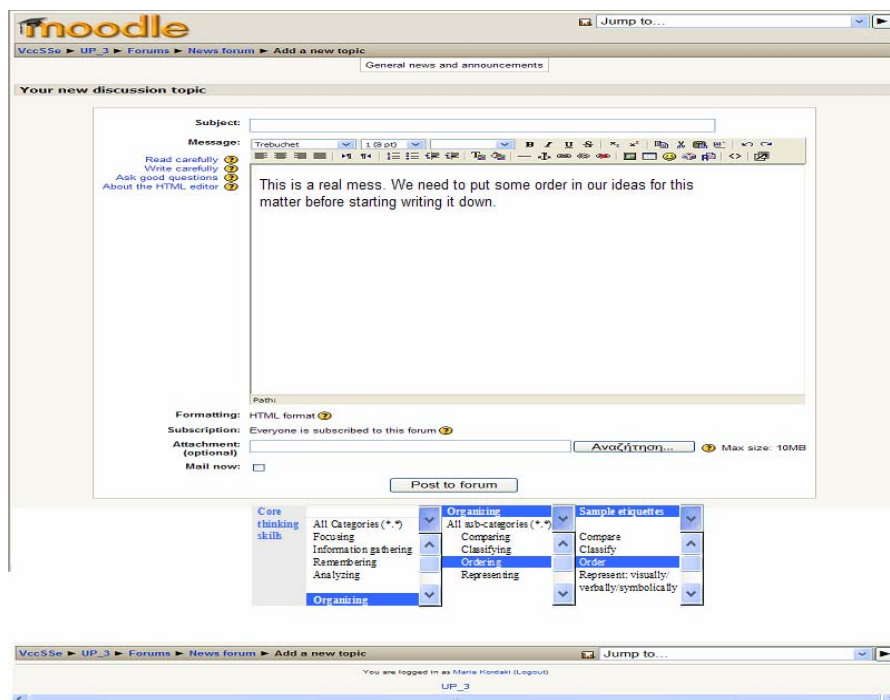 moodle
Jump to...
VccSSe ► UP_3 ► Forums ► News forum ► Add a new topic
General news and announcements
Your new discussion topic
Subject:
Message:
Trebuchet 1 (8 pt) B I U S
Read carefully
Write carefully
Ask good questions
About the HTML editor
This is a real mess. We need to put some order in our ideas for this
matter before starting writing it down.
Path:
Formatting: HTML format
Subscription: Everyone is subscribed to this forum
Attachment:
(optional)
Αναζήτηση...
Max size: 10MB
Mail now:
Post to forum
Core
thinking
skills
All Categories (*.*)
Focusing
Information gathering
Remembering
Analyzing
Organizing
Organizing
All sub-categories (*.*)
Comparing
Classifying
Ordering
Representing
Sample etiquettes
Compare
Classify
Order
Represent: visually/
verbally/symbolically
VccSSe ► UP_3 ► Forums ► News forum ► Add a new topic
Jump to...
You are logged in as Maria Kordaki (Logout)
UP_3